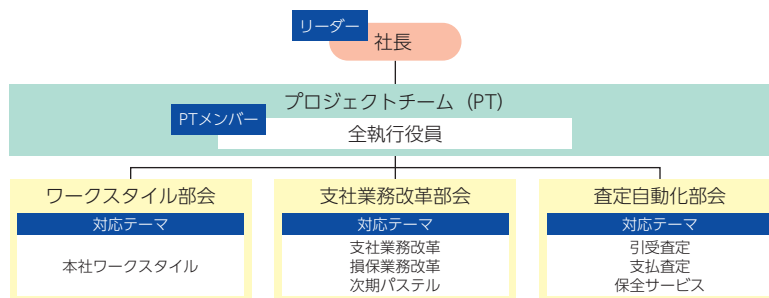 リーダー
社長
プロジェクトチーム（PT）
PTメンバー
全執行役員
ワークスタイル部会
対応テーマ
本社ワークスタイル
支社業務改革部会
対応テーマ
支社業務改革
損保業務改革
次期パステル
査定自動化部会
対応テーマ
引受査定
支払査定
保全サービス